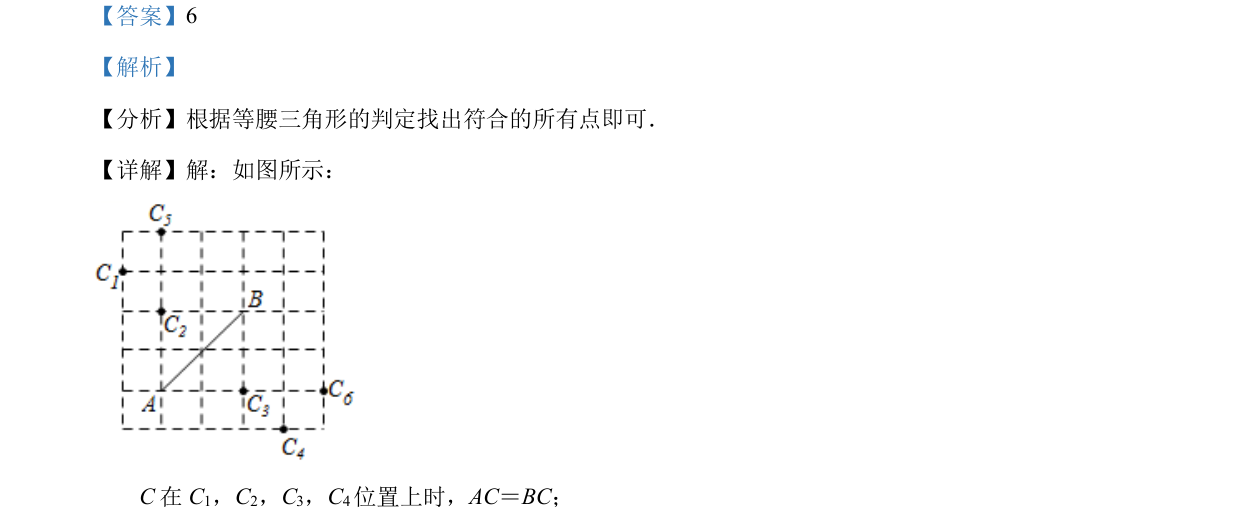 【答案】6
【解析】
【分析】根据等腰三角形的判定找出符合的所有点即可．
【详解】解：如图所示：
C5
C1
B
C2
A
C3
C6
C4
C 在 C1，C2，C3，C4 位置上时，AC＝BC；